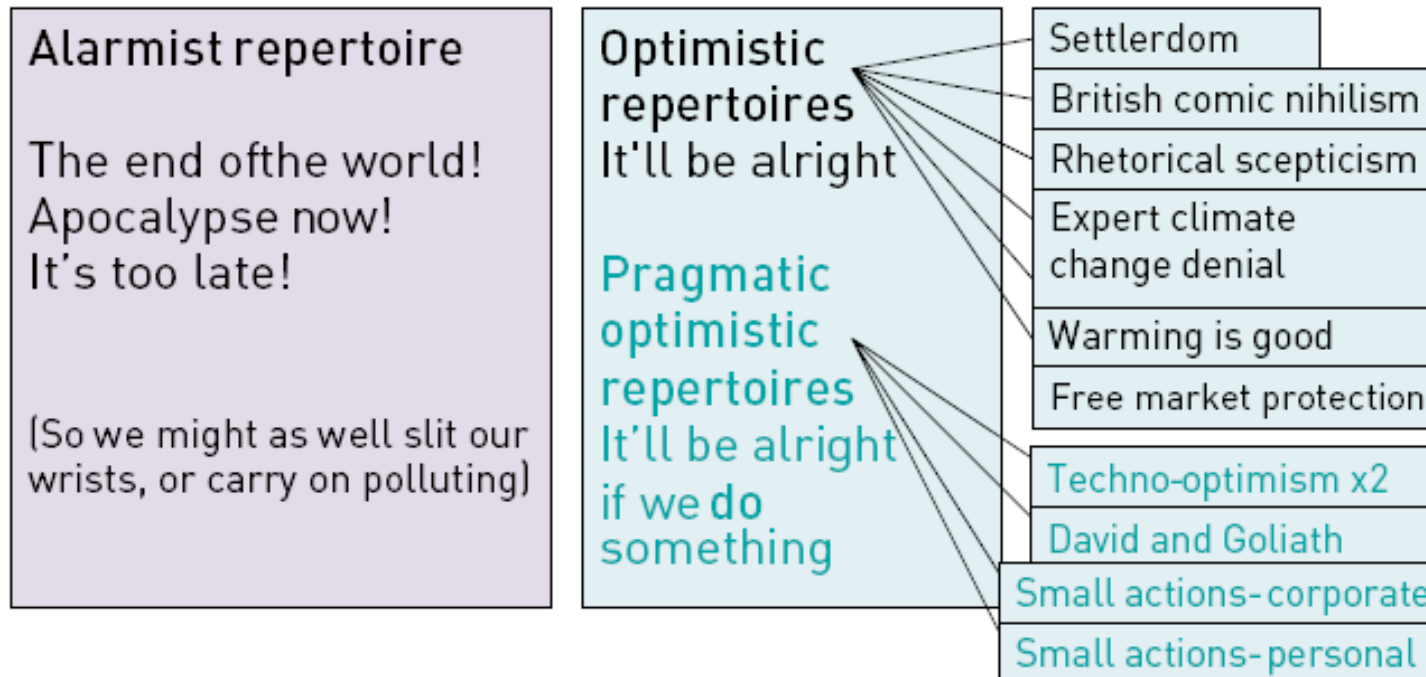 Alarmist repertoire
The end ofthe world!
Apocalypse now!
It's too late!
(So we might as well slit our
wrists, or carry on polluting)
Optimistic
repertoires
It'll be alright
Pragmatic
optimistic
repertoires
It'll be alright
if we do
something
Settlerdom
British comic nihilism
Rhetorical scepticism
Expert climate
change denial
Warming is good
Free market protection
Techno-optimism x2
David and Goliath
Small actions-corporate
Small actions-personal